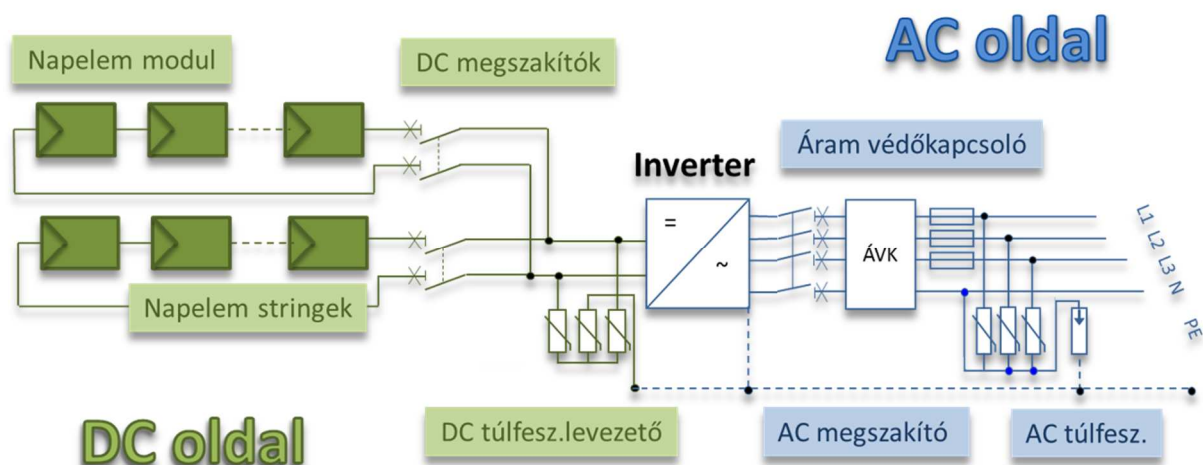 AC oldal
Napelem modul
DC megszakítók
Áram védőkapcsoló
Inverter
=
~
ÁVK
L1
L2
L3
N
PE
Napelem stringek
DC oldal
DC túlfesz.levezető
AC megszakító
AC túlfesz.